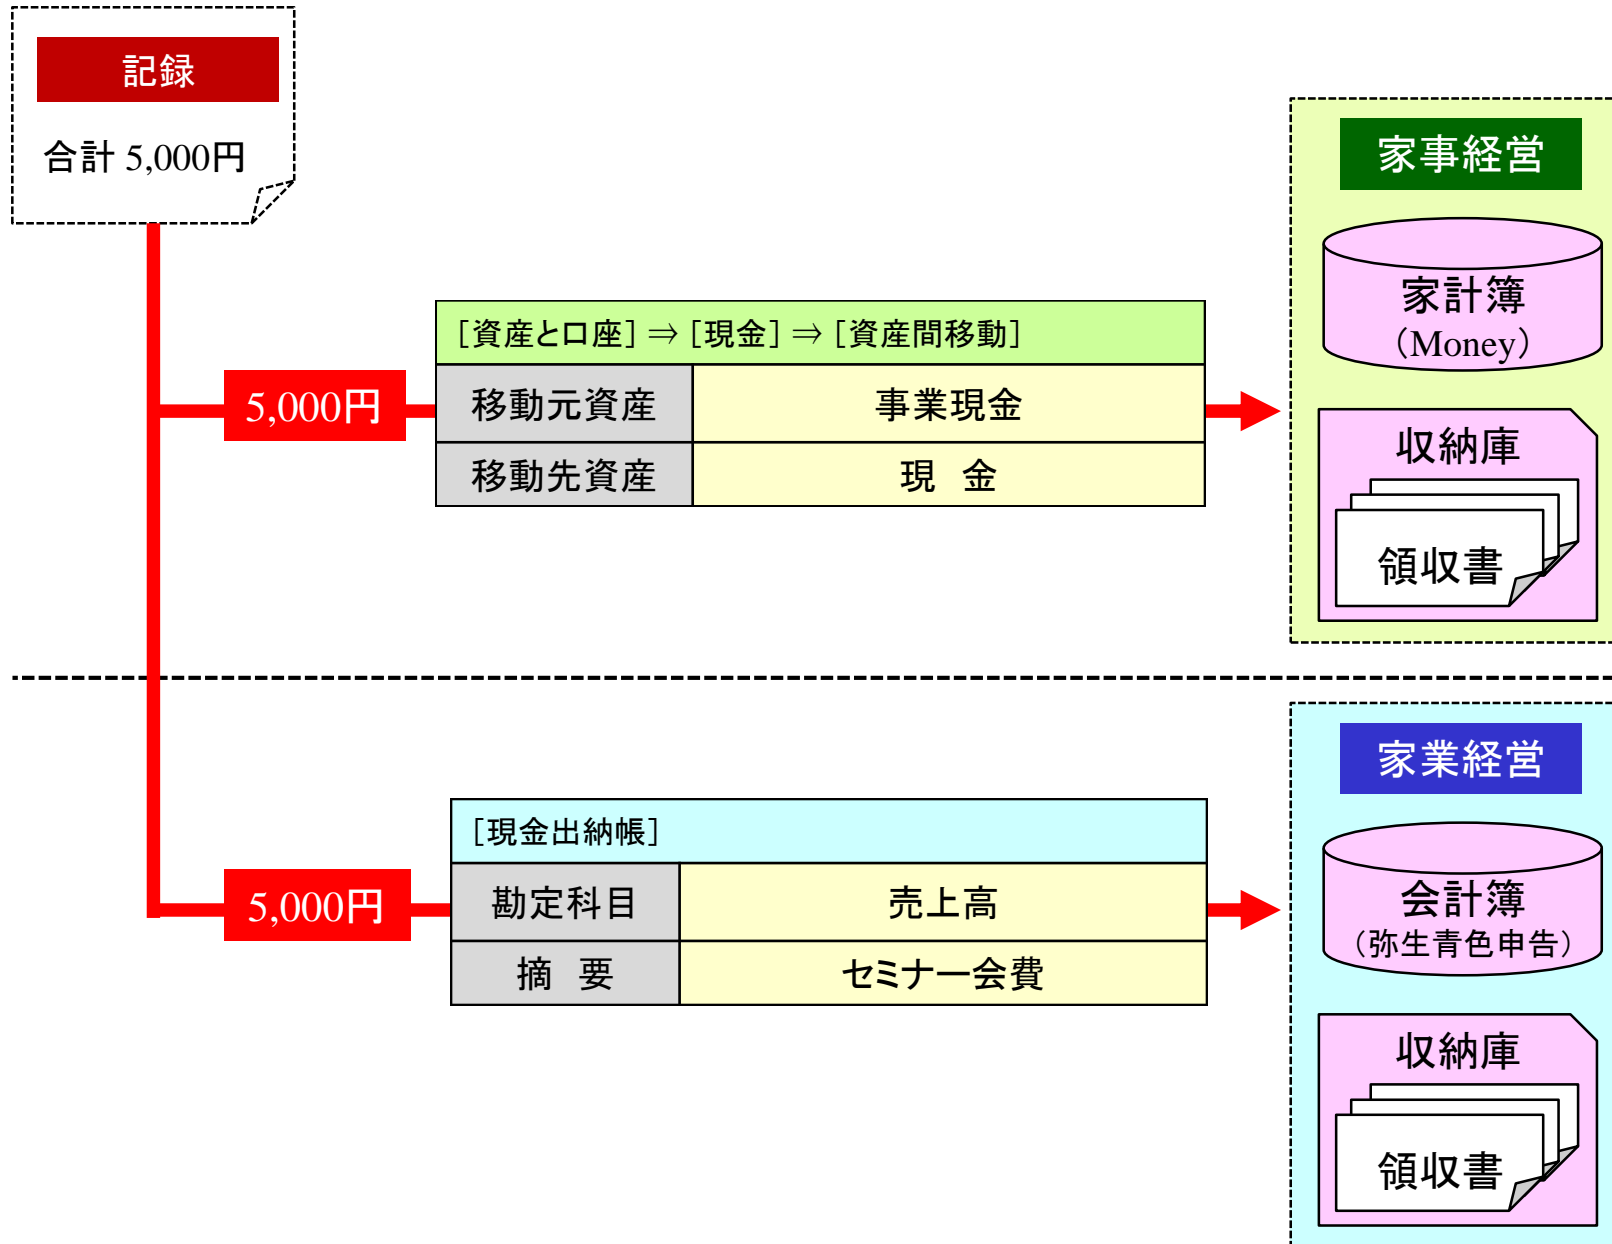 記録
合計 5,000円
5,000円
［資産と口座］⇒［現金］⇒［資産間移動］
移動元資産
事業現金
移動先資産
現　金
家事経営
家計簿
（Money）
収納庫
領収書
5,000円
［現金出納帳］
勘定科目
売上高
摘　要
セミナー会費
家業経営
会計簿
（弥生青色申告）
収納庫
領収書